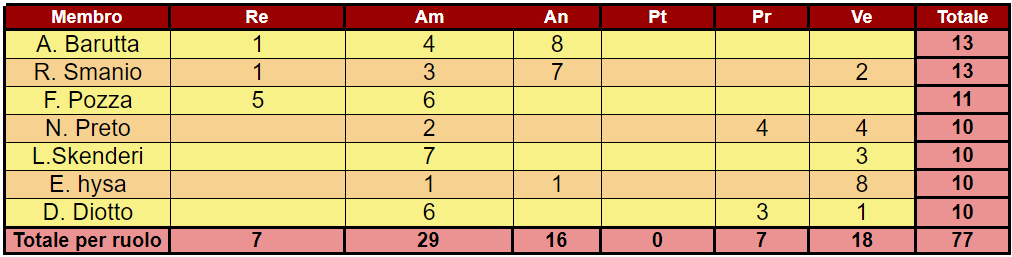 Membro Re Am An Pt Pr Ve Totale
A. Barutta 1 4 8 13
R. Smanio 1 3 7 2 13
F. Pozza 5 6 11
N. Preto 2 4 4 10
L.Skenderi 7 3 10
E. hysa 1 1 8 10
D. Diotto 6 3 1 10
Totale per ruolo 7 29 16 0 7 18 77